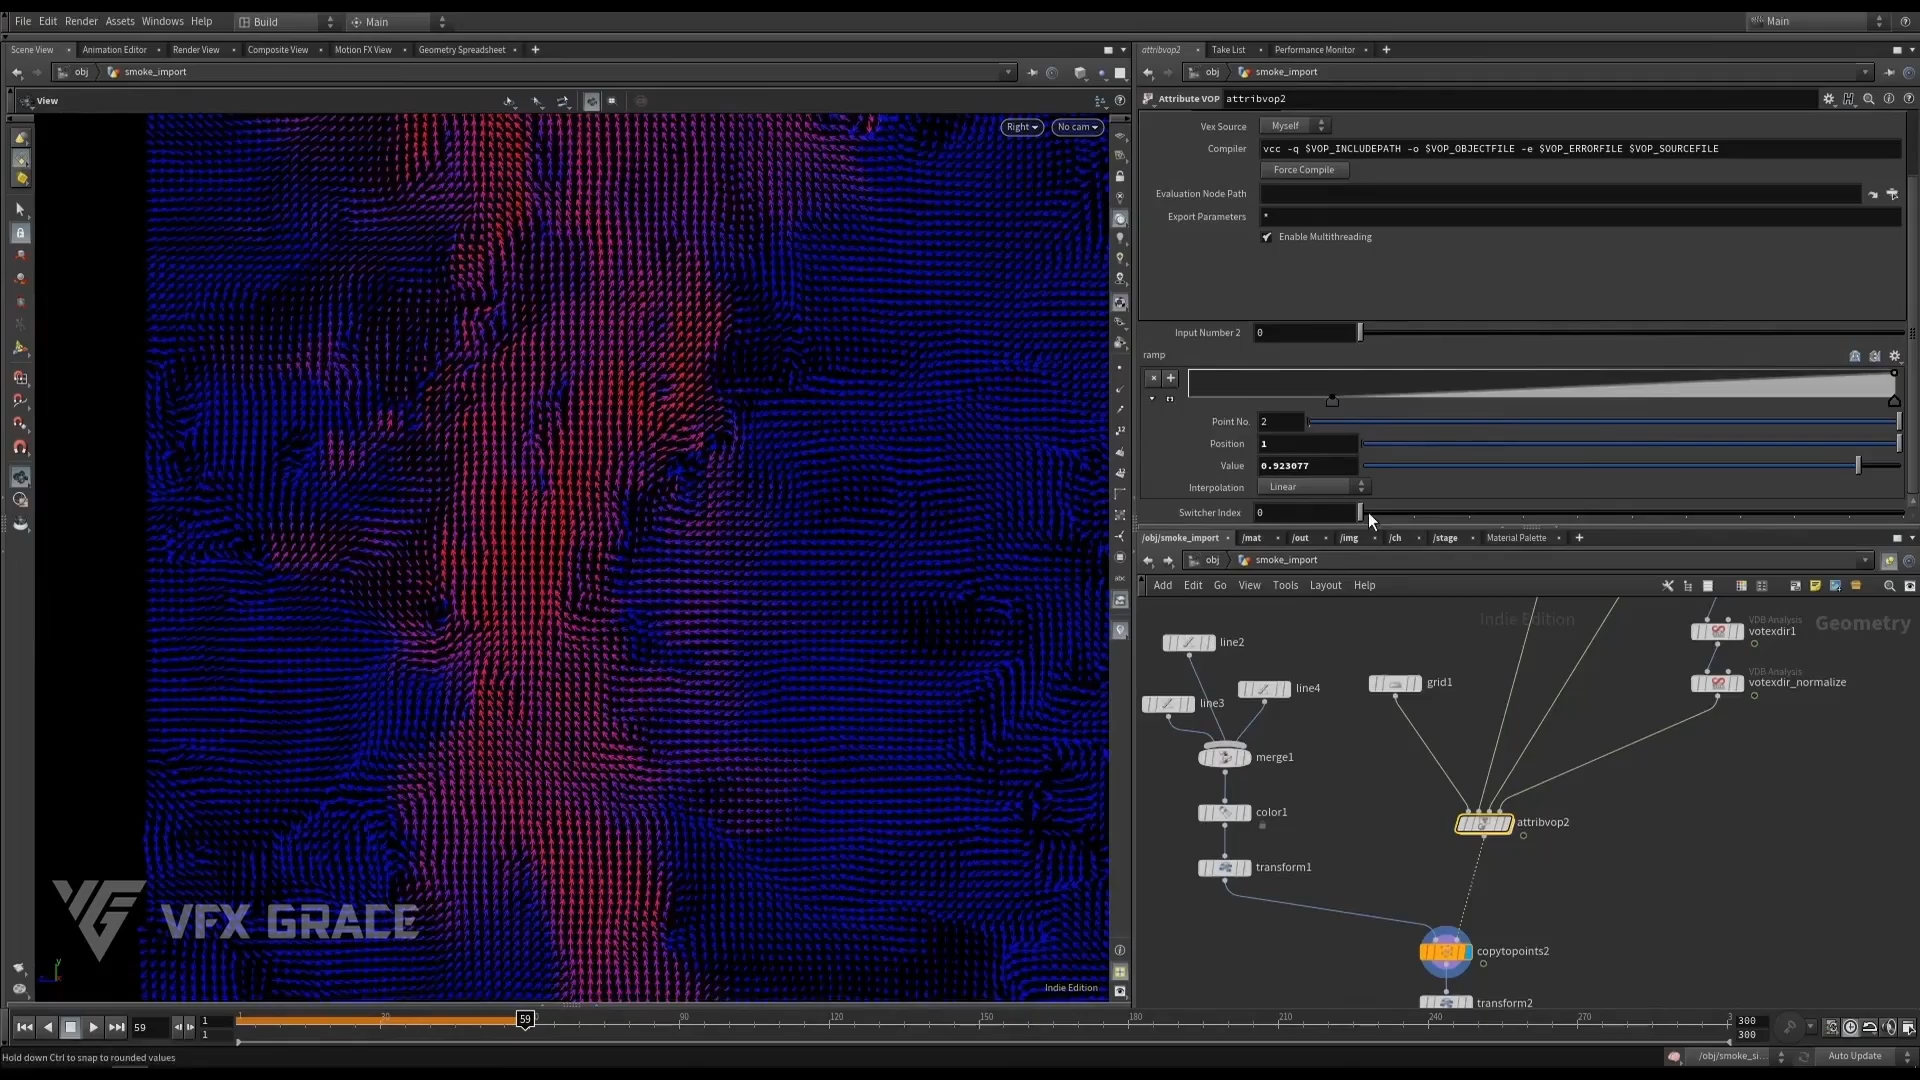 File Edit Render Assets Windows Help Build Main Main
Scene View Animation Editor Render View Composite View Motion FX View Geometry Spreadsheet
obj smoke_import
View
Right No cam
attribvop2 Take List Performance Monitor
obj smoke_import
Attribute VOP attribvop2
Vex Source Myself
Compiler vcc -q $VOP_INCLUDEPATH -o $VOP_OBJECTFILE -e $VOP_ERRORFILE $VOP_SOURCEFILE
Force Compile
Evaluation Node Path
Export Parameters *
Enable Multithreading
Input Number 2 0
ramp
Point No. 2
Position 1
Value 0.923077
Interpolation Linear
Switcher Index 0
/obj/smoke_import /mat /out /img /ch /stage Material Palette
obj smoke_import
Add Edit Go View Tools Layout Help
Indie Edition
Geometry
VDB Analysis
votexdir1
VDB Analysis
votexdir_normalize
line2
line3
line4
grid1
merge1
color1
transform1
attribvop2
copytopoints2
transform2
VFX GRACE
Indie Edition
59 1 1 30 59 90 120 150 180 210 240 270 3 300 300
Hold down Ctrl to snap to rounded values
/obj/smoke_si... Auto Update